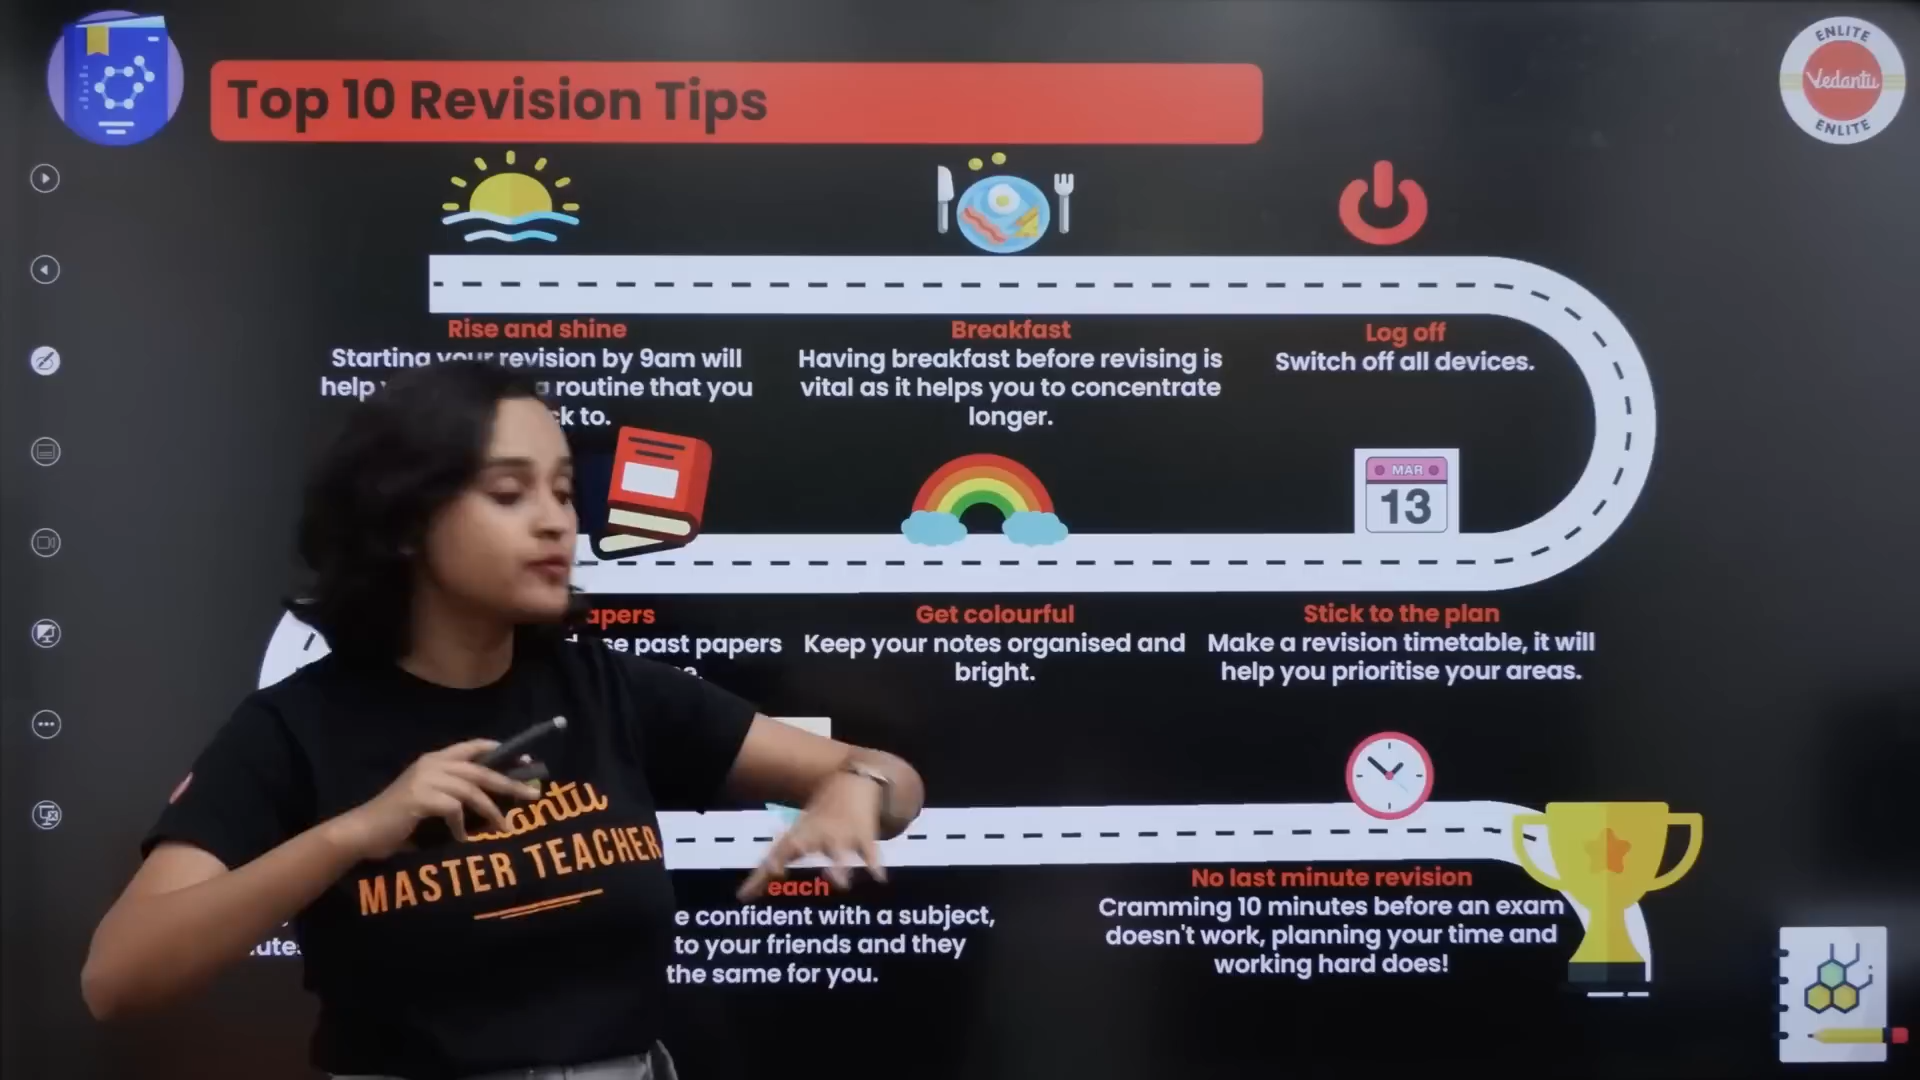 Top 10 Revision Tips
ENLITE
Vedantu
ENLITE
Rise and shine
Starting your revision by 9am will
help routine that you
to.
Breakfast
Having breakfast before revising is
vital as it helps you to concentrate
longer.
Log off
Switch off all devices.
past papers
Get colourful
Keep your notes organised and
bright.
MAR
13
Stick to the plan
Make a revision timetable, it will
help you prioritise your areas.
MASTER TEACHER
confident with a subject,
to your friends and they
the same for you.
No last minute revision
Cramming 10 minutes before an exam
doesn't work, planning your time and
working hard does!